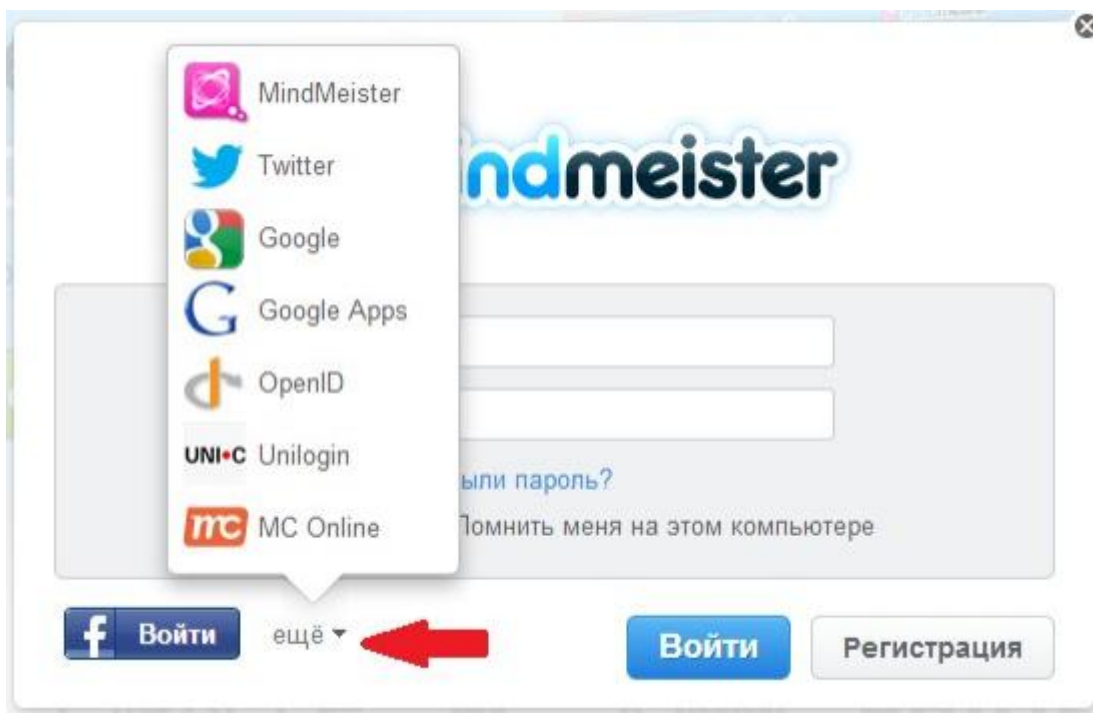 MindMeister
Twitter
Google
Google Apps
OpenID
UNI•C Unilogin
mc MC Online
indmeister
ыли пароль?
Помнить меня на этом компьютере
f Войти
ещё
Войти
Регистрация